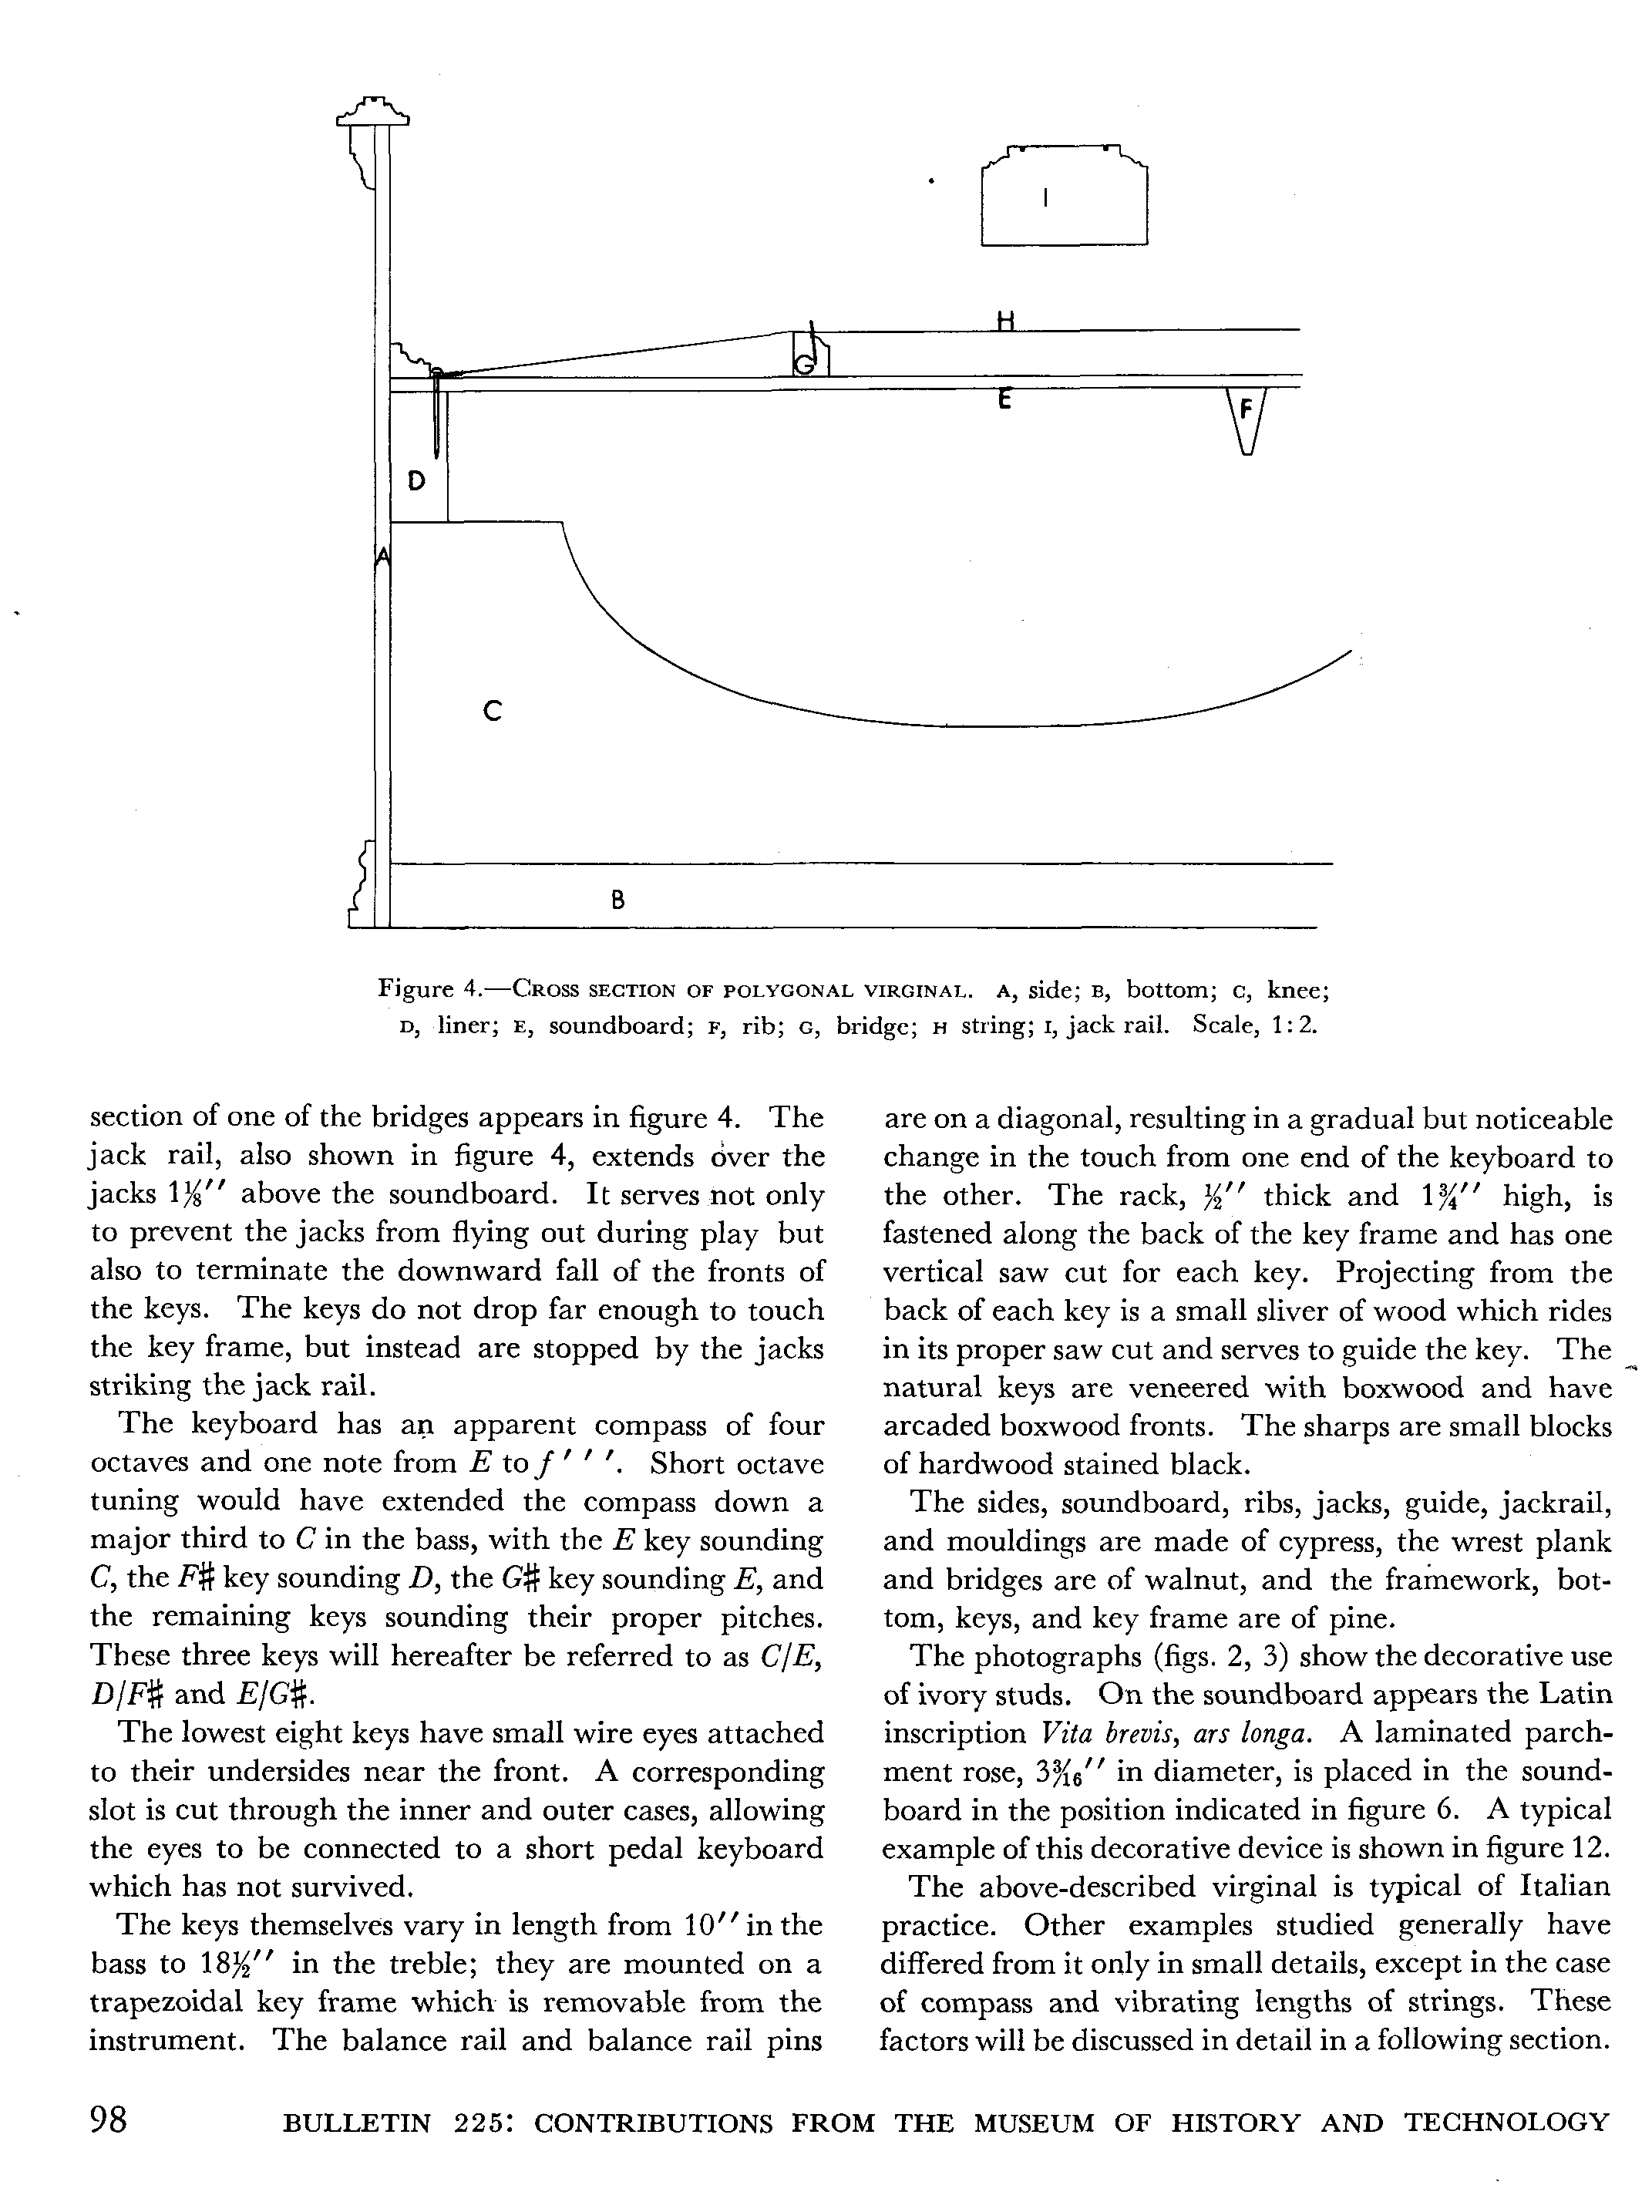 I
H
G
E
F
D
A
C
B
Figure 4.—Cross section of polygonal virginal. A, side; B, bottom; C, knee;
D, liner; E, soundboard; F, rib; G, bridge; H string; I, jack rail. Scale, 1:2.
section of one of the bridges appears in figure 4. The
jack rail, also shown in figure 4, extends over the
jacks 1⅛′′ above the soundboard. It serves not only
to prevent the jacks from flying out during play but
also to terminate the downward fall of the fronts of
the keys. The keys do not drop far enough to touch
the key frame, but instead are stopped by the jacks
striking the jack rail.
The keyboard has an apparent compass of four
octaves and one note from E to f′′′. Short octave
tuning would have extended the compass down a
major third to C in the bass, with the E key sounding
C, the F♯ key sounding D, the G♯ key sounding E, and
the remaining keys sounding their proper pitches.
These three keys will hereafter be referred to as C/E,
D/F♯ and E/G♯.
The lowest eight keys have small wire eyes attached
to their undersides near the front. A corresponding
slot is cut through the inner and outer cases, allowing
the eyes to be connected to a short pedal keyboard
which has not survived.
The keys themselves vary in length from 10′′ in the
bass to 18½′′ in the treble; they are mounted on a
trapezoidal key frame which is removable from the
instrument. The balance rail and balance rail pins
are on a diagonal, resulting in a gradual but noticeable
change in the touch from one end of the keyboard to
the other. The rack, ½′′ thick and 1¾′′ high, is
fastened along the back of the key frame and has one
vertical saw cut for each key. Projecting from the
back of each key is a small sliver of wood which rides
in its proper saw cut and serves to guide the key. The
natural keys are veneered with boxwood and have
arcaded boxwood fronts. The sharps are small blocks
of hardwood stained black.
The sides, soundboard, ribs, jacks, guide, jackrail,
and mouldings are made of cypress, the wrest plank
and bridges are of walnut, and the framework, bot-
tom, keys, and key frame are of pine.
The photographs (figs. 2, 3) show the decorative use
of ivory studs. On the soundboard appears the Latin
inscription Vita brevis, ars longa. A laminated parch-
ment rose, 3³⁄₁₆′′ in diameter, is placed in the sound-
board in the position indicated in figure 6. A typical
example of this decorative device is shown in figure 12.
The above-described virginal is typical of Italian
practice. Other examples studied generally have
differed from it only in small details, except in the case
of compass and vibrating lengths of strings. These
factors will be discussed in detail in a following section.
98 BULLETIN 225: CONTRIBUTIONS FROM THE MUSEUM OF HISTORY AND TECHNOLOGY